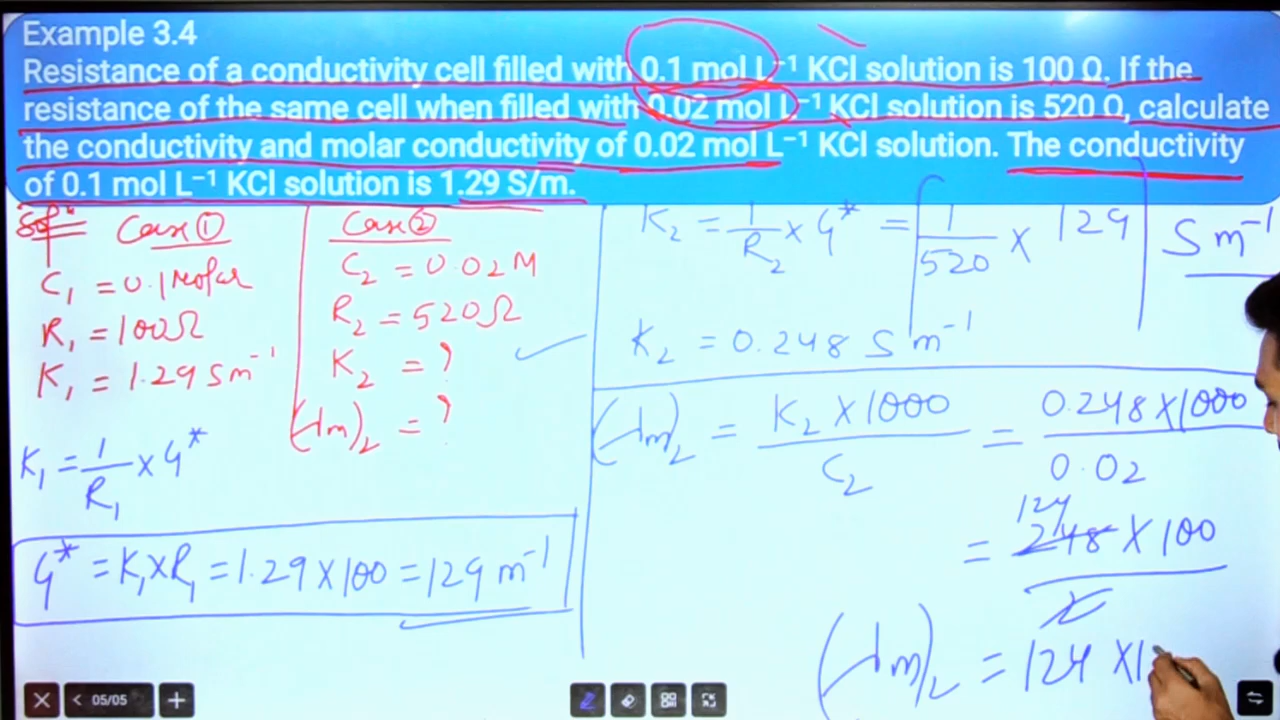 Example 3.4
Resistance of a conductivity cell filled with 0.1 mol L⁻¹ KCl solution is 100 Ω. If the
resistance of the same cell when filled with 0.02 mol L⁻¹ KCl solution is 520 Ω, calculate
the conductivity and molar conductivity of 0.02 mol L⁻¹ KCl solution. The conductivity
of 0.1 mol L⁻¹ KCl solution is 1.29 S/m.
Solⁿ Case ①
C₁ = 0.1 Molar
R₁ = 100Ω
K₁ = 1.29 S m⁻¹
Case ②
C₂ = 0.02 M
R₂ = 520Ω
K₂ = ?
(Λm)₂ = ?
K₁ = 1/R₁ × G*
G* = K₁ × R₁ = 1.29 × 100 = 129 m⁻¹
K₂ = 1/R₂ × G* = 1/520 × 129 S m⁻¹
K₂ = 0.248 S m⁻¹
(Λm)₂ = K₂ × 1000 / C₂ = 0.248 × 1000 / 0.02
124
= 248 × 100 / 2
(Λm)₂ = 124 × 1
05/05